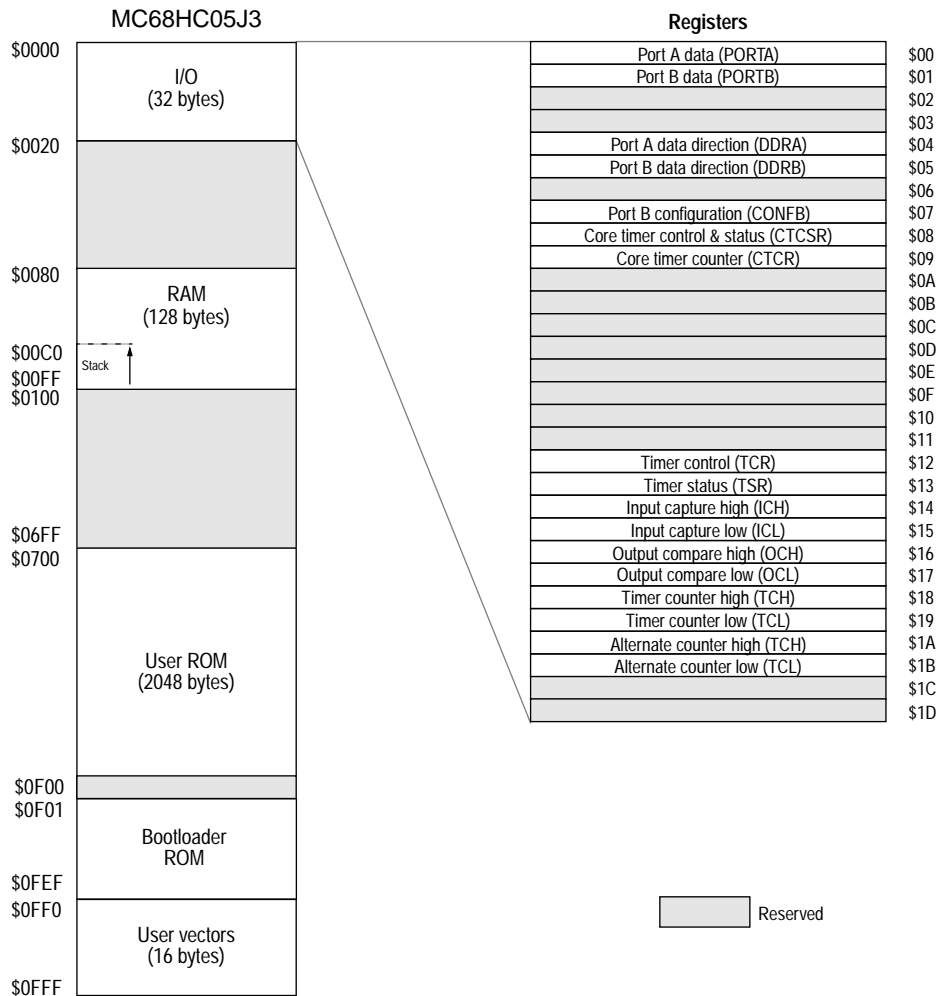 MC68HC05J3
$0000
I/O
(32 bytes)
$0020
$0080
RAM
(128 bytes)
$00C0
Stack
$00FF
$0100
$06FF
$0700
User ROM
(2048 bytes)
$0F00
$0F01
Bootloader
ROM
$0FEF
$0FF0
User vectors
(16 bytes)
$0FFF
Registers
Port A data (PORTA) $00
Port B data (PORTB) $01
$02
$03
Port A data direction (DDRA) $04
Port B data direction (DDRB) $05
$06
Port B configuration (CONFB) $07
Core timer control & status (CTCSR) $08
Core timer counter (CTCR) $09
$0A
$0B
$0C
$0D
$0E
$0F
$10
$11
Timer control (TCR) $12
Timer status (TSR) $13
Input capture high (ICH) $14
Input capture low (ICL) $15
Output compare high (OCH) $16
Output compare low (OCL) $17
Timer counter high (TCH) $18
Timer counter low (TCL) $19
Alternate counter high (TCH) $1A
Alternate counter low (TCL) $1B
$1C
$1D
Reserved